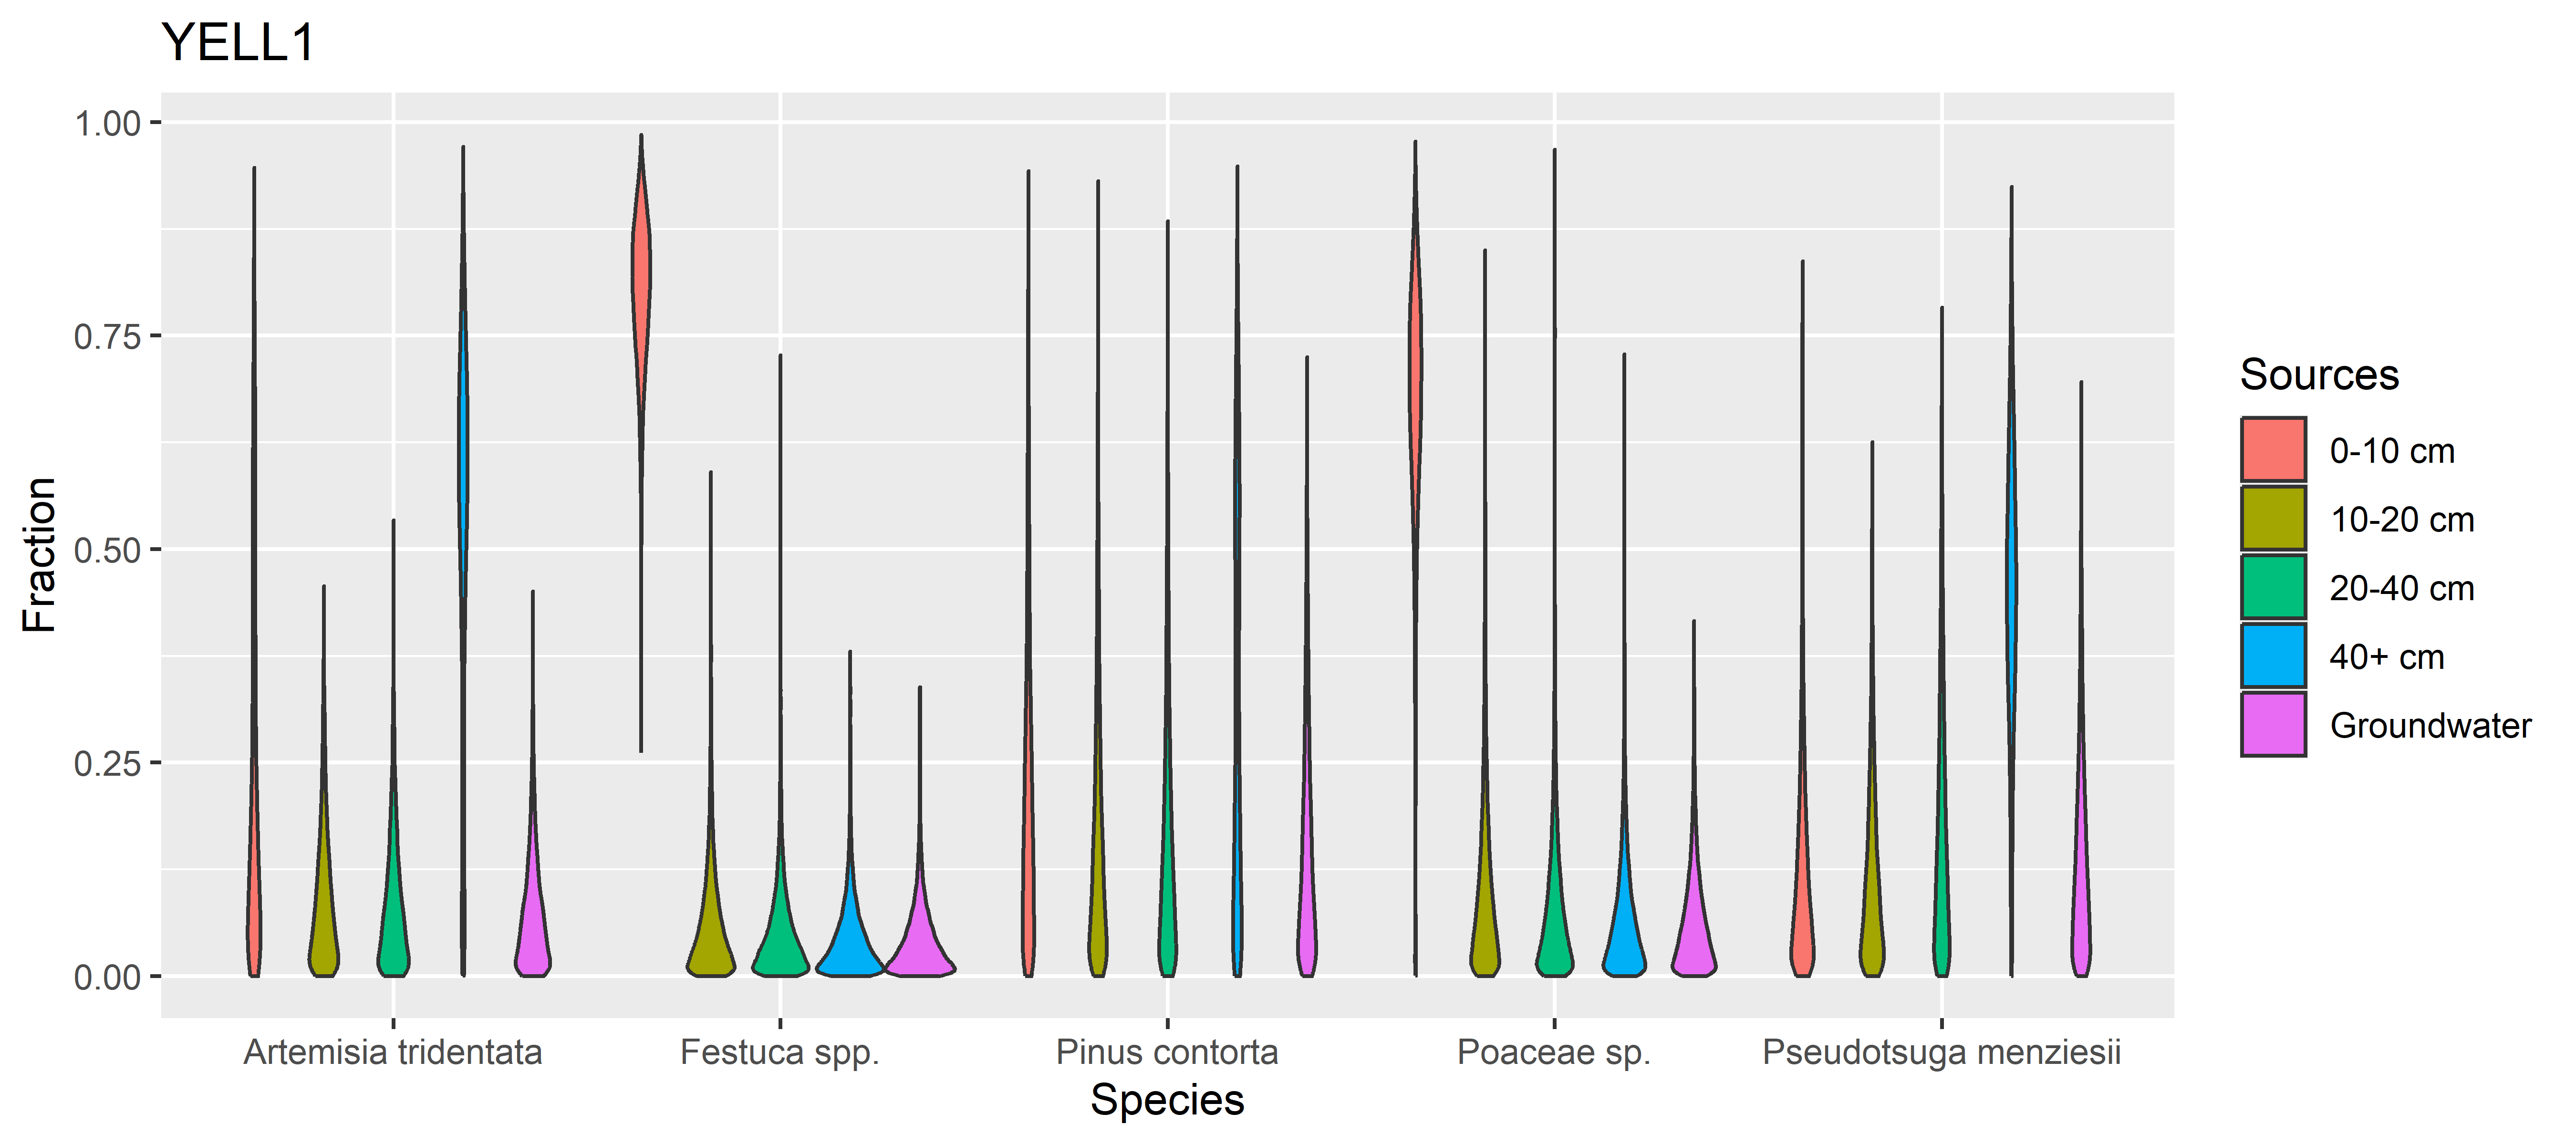 YELL1
1.00
0.75
0.50
0.25
0.00
Fraction
Artemisia tridentata
Festuca spp.
Pinus contorta
Poaceae sp.
Pseudotsuga menziesii
Species
Sources
0-10 cm
10-20 cm
20-40 cm
40+ cm
Groundwater